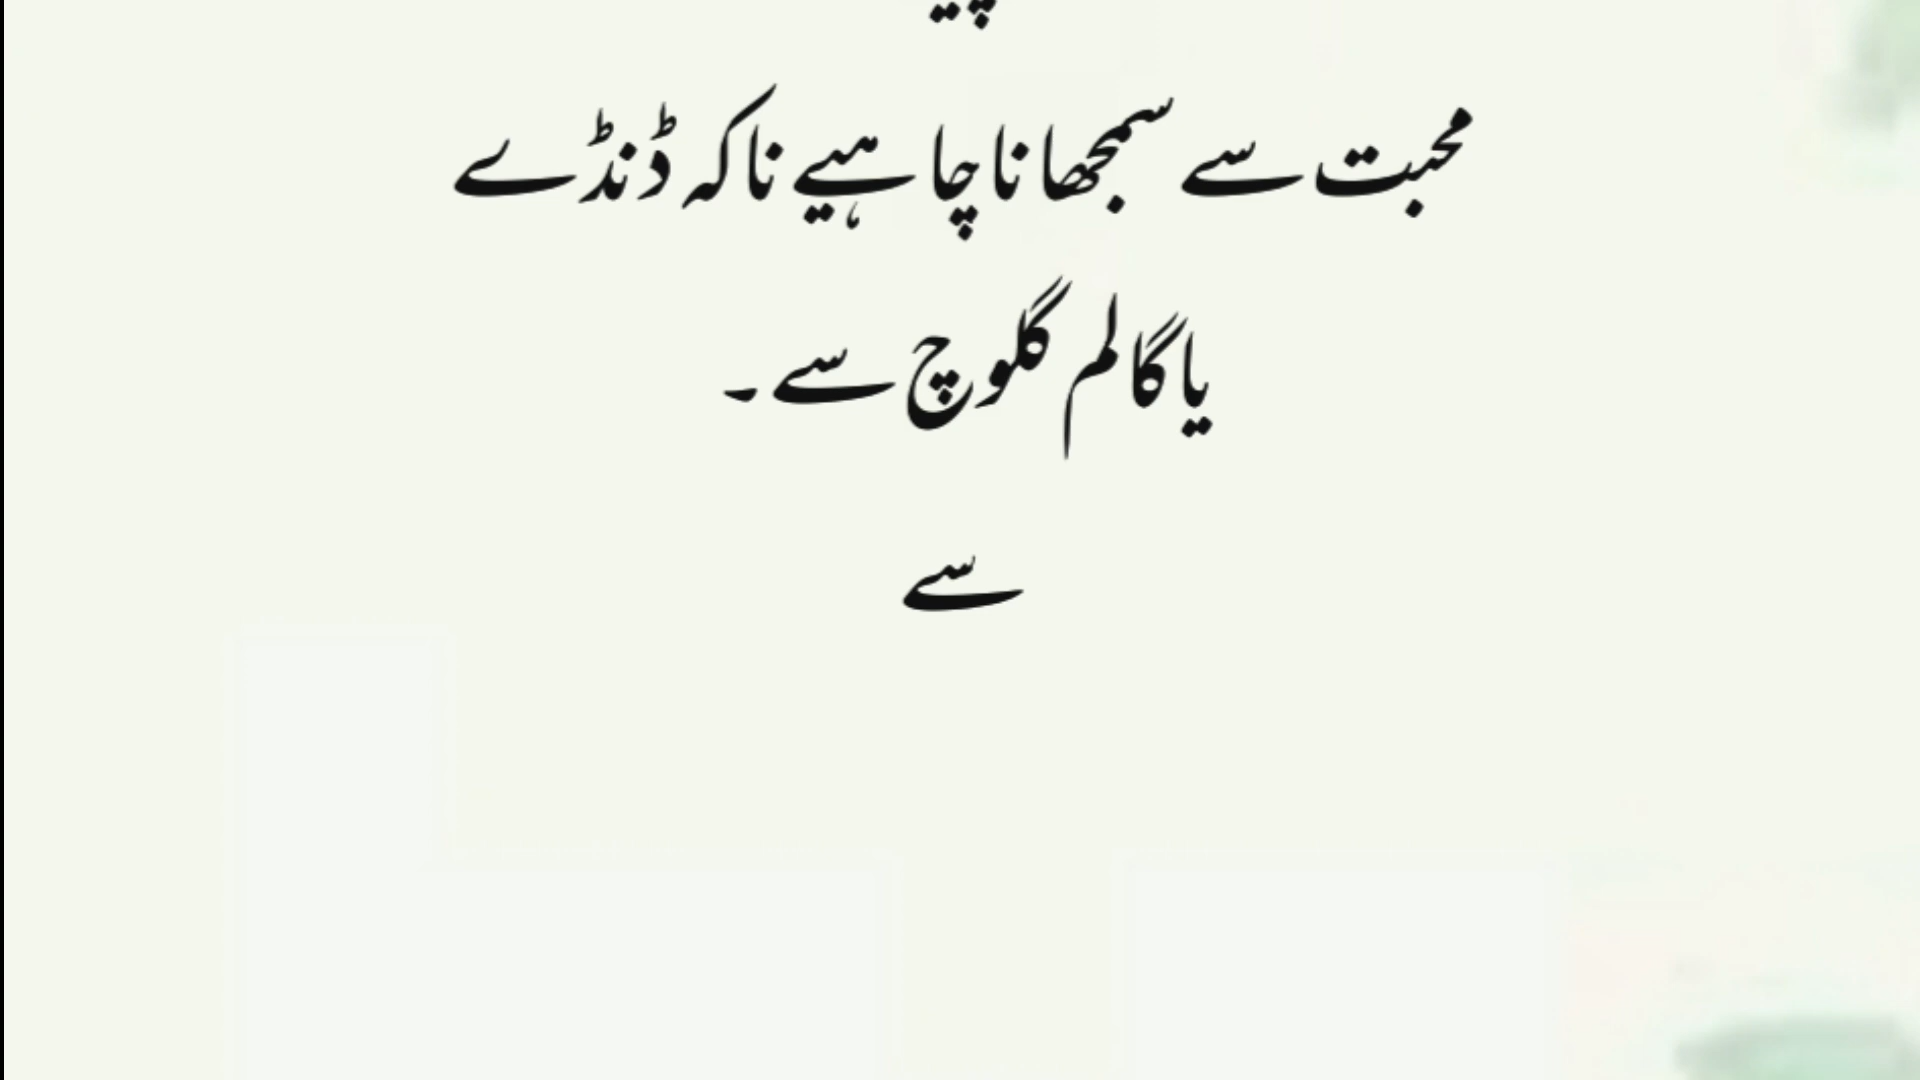 محبت سے سمجھانا چاہیے ناکہ ڈنڈے
یا گالم گلوچ سے۔
سے